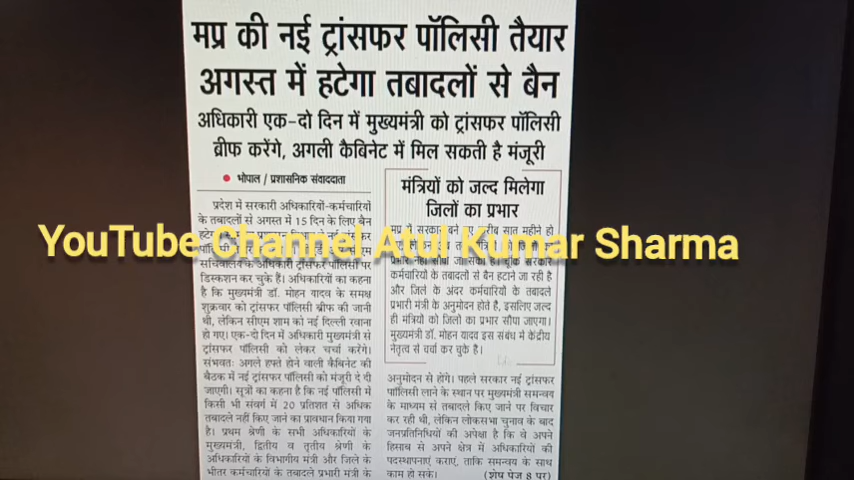 मप्र की नई ट्रांसफर पॉलिसी तैयार
अगस्त में हटेगा तबादलों से बैन
अधिकारी एक-दो दिन में मुख्यमंत्री को ट्रांसफर पॉलिसी
ब्रीफ करेंगे, अगली कैबिनेट में मिल सकती है मंजूरी
भोपाल / प्रशासनिक संवाददाता
प्रदेश में सरकारी अधिकारियों-कर्मचारियों
के तबादलों से अगस्त में 15 दिन के लिए बैन
डिस्कशन कर चुके हैं। अधिकारियों का कहना
है कि मुख्यमंत्री डॉ. मोहन यादव के समक्ष
शुक्रवार को ट्रांसफर पॉलिसी ब्रीफ की जानी
थी, लेकिन सीएम शाम को नई दिल्ली रवाना
हो गए। एक-दो दिन में अधिकारी मुख्यमंत्री से
ट्रांसफर पॉलिसी को लेकर चर्चा करेंगे।
संभवतः अगले हफ्ते होने वाली कैबिनेट की
बैठक में नई ट्रांसफर पॉलिसी को मंजूरी दे दी
जाएगी। सूत्रों का कहना है कि नई पॉलिसी में
किसी भी संवर्ग में 20 प्रतिशत से अधिक
तबादले नहीं किए जाने का प्रावधान किया गया
है। प्रथम श्रेणी के सभी अधिकारियों के
मुख्यमंत्री, द्वितीय व तृतीय श्रेणी के
अधिकारियों के विभागीय मंत्री और जिले के
भीतर कर्मचारियों के तबादले प्रभारी मंत्री के
मंत्रियों को जल्द मिलेगा
जिलों का प्रभार
मप्र में सरकार बने हुए करीब सात महीने हो
कर्मचारियों के तबादलों से बैन हटाने जा रही है
और जिले के अंदर कर्मचारियों के तबादले
प्रभारी मंत्री के अनुमोदन होते है, इसलिए जल्द
ही मंत्रियों को जिलों का प्रभार सौंपा जाएगा।
मुख्यमंत्री डॉ. मोहन यादव इस संबंध में केंद्रीय
नेतृत्व से चर्चा कर चुके है।
अनुमोदन से होंगे। पहले सरकार नई ट्रांसफर
पॉलिसी लाने के स्थान पर मुख्यमंत्री समन्वय
के माध्यम से तबादले किए जाने पर विचार
कर रही थी, लेकिन लोकसभा चुनाव के बाद
जनप्रतिनिधियों की अपेक्षा है कि वे अपने
हिसाब से अपने क्षेत्र में अधिकारियों की
पदस्थापनाएं कराएं, ताकि समन्वय के साथ
काम हो सके। (शेष पेज 8 पर)
YouTube Channel Atul Kumar Sharma